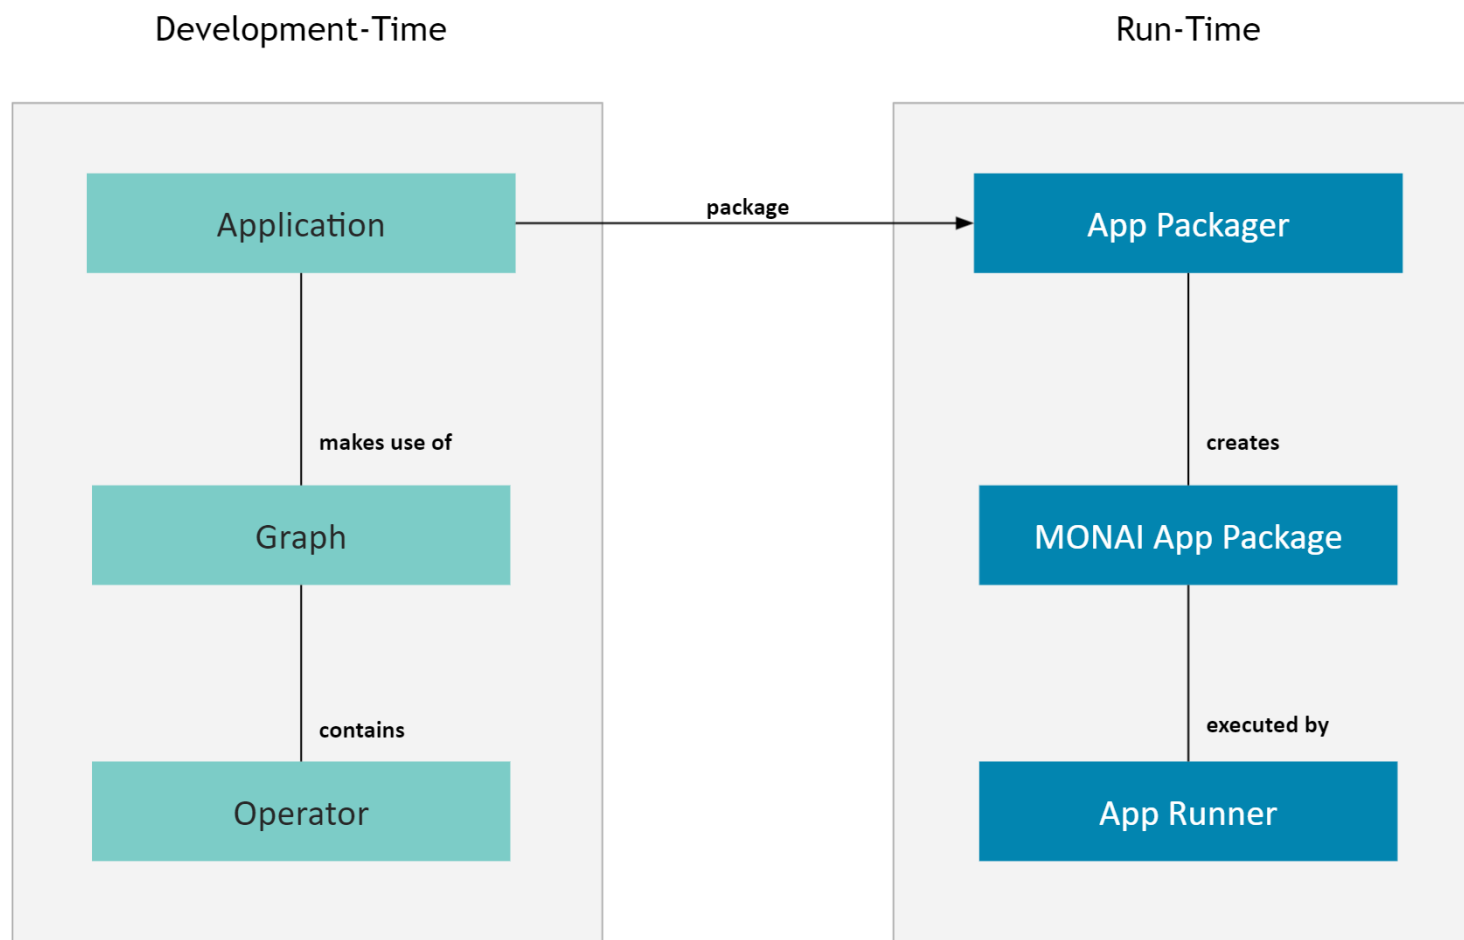 Development-Time
Run-Time
Application
package
App Packager
makes use of
creates
Graph
MONAI App Package
contains
executed by
Operator
App Runner